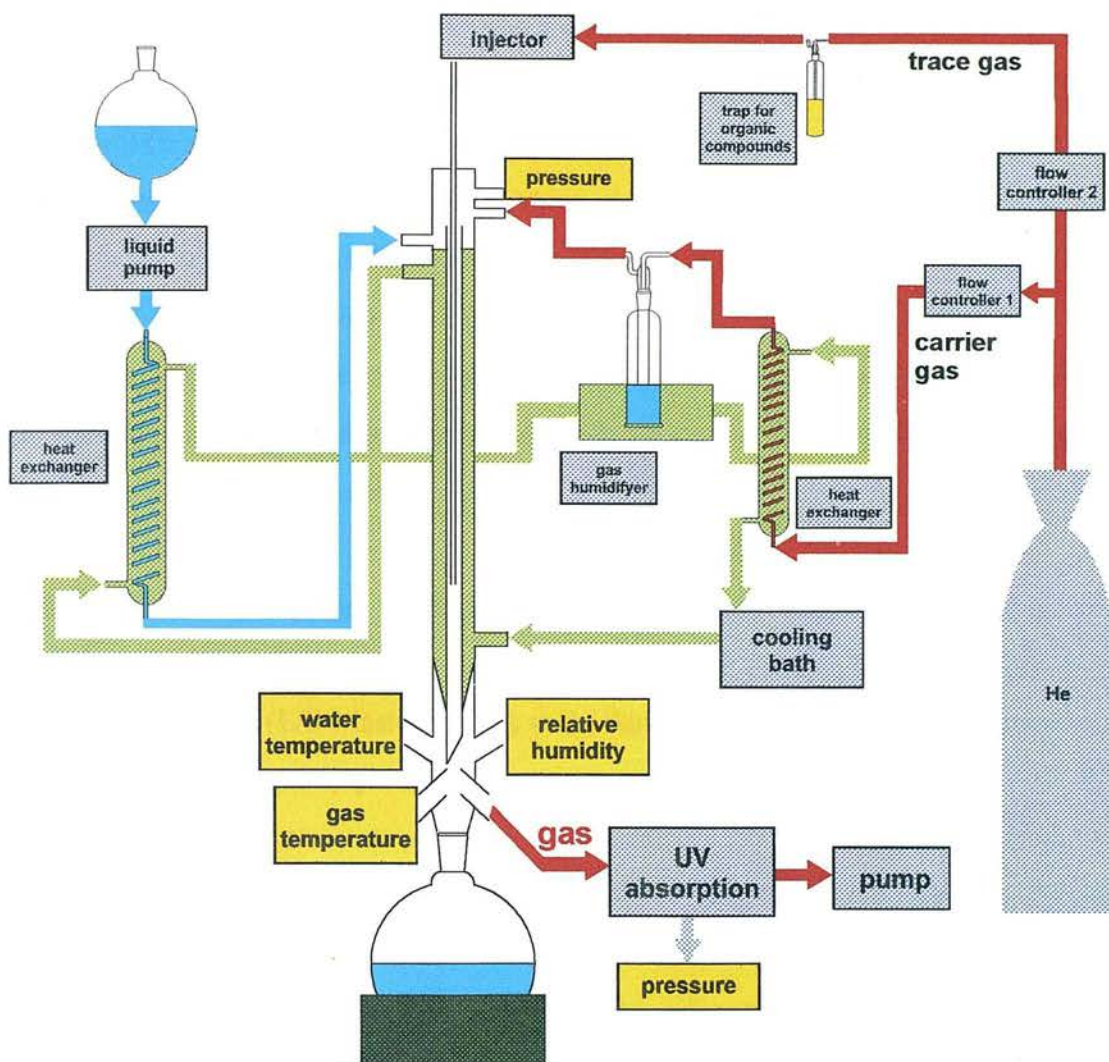 injector
trace gas
trap for
organic
compounds
flow
controller 2
pressure
liquid
pump
flow
controller 1
carrier
gas
heat
exchanger
gas
humidifyer
heat
exchanger
cooling
bath
He
water
temperature
relative
humidity
gas
temperature
gas
UV
absorption
pump
pressure